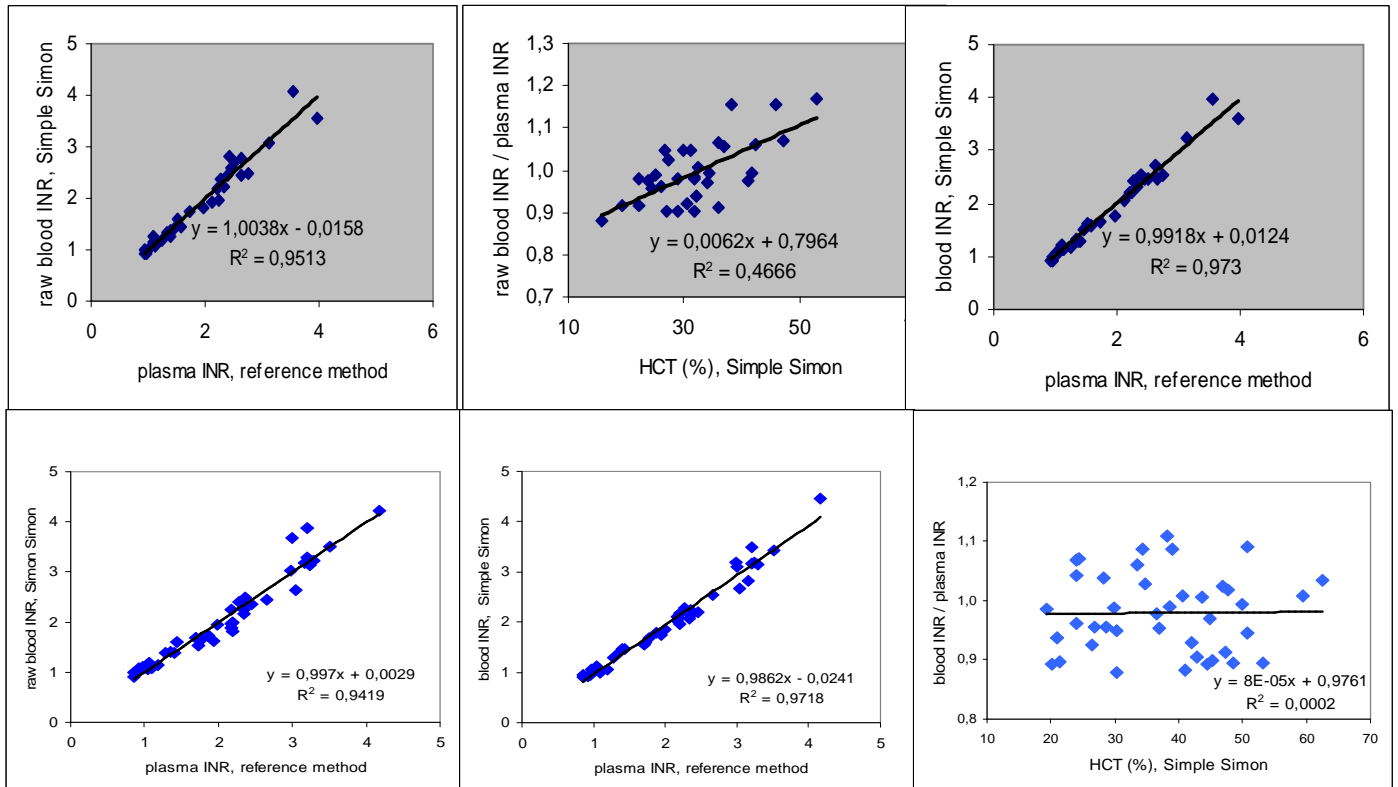 raw blood INR, Simple Simon
5
4
3
2
1
0
y = 1,0038x - 0,0158
R² = 0,9513
0 2 4 6
plasma INR, reference method
raw blood INR / plasma INR
1,3
1,2
1,1
1,0
0,9
0,8
0,7
y = 0,0062x + 0,7964
R² = 0,4666
10 30 50
HCT (%), Simple Simon
blood INR, Simple Simon
5
4
3
2
1
0
y = 0,9918x + 0,0124
R² = 0,973
0 2 4 6
plasma INR, reference method
raw blood INR, Simon Simon
5
4
3
2
1
0
y = 0,997x + 0,0029
R² = 0,9419
0 1 2 3 4 5
plasma INR, reference method
blood INR, Simple Simon
5
4
3
2
1
0
y = 0,9862x - 0,0241
R² = 0,9718
0 1 2 3 4 5
plasma INR, reference method
blood INR / plasma INR
1,2
1,1
1,0
0,9
0,8
y = 8E-05x + 0,9761
R² = 0,0002
10 20 30 40 50 60 70
HCT (%), Simple Simon